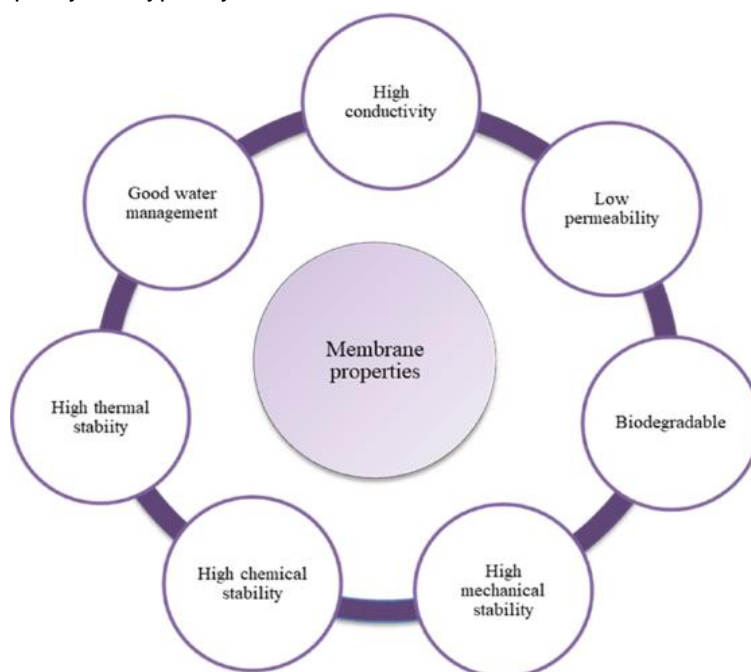 High
conductivity
Low
permeability
Biodegradable
High
mechanical
stability
High chemical
stability
High thermal
stabiity
Good water
management
Membrane
properties